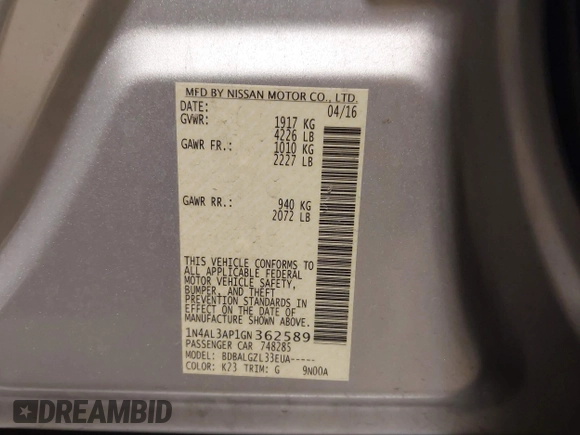 MFD BY NISSAN MOTOR CO., LTD.
DATE: 04/16
GVWR: 1917 KG
4226 LB
GAWR FR.: 1010 KG
2227 LB
GAWR RR.: 940 KG
2072 LB
THIS VEHICLE CONFORMS TO
ALL APPLICABLE FEDERAL
MOTOR VEHICLE SAFETY,
BUMPER, AND THEFT
PREVENTION STANDARDS IN
EFFECT ON THE DATE OF
MANUFACTURE SHOWN ABOVE.
1N4AL3AP1GN362589
PASSENGER CAR 748285
MODEL: BDBALGZL33EUA-----
COLOR: K23 TRIM: G 9N00A
DREAMBID